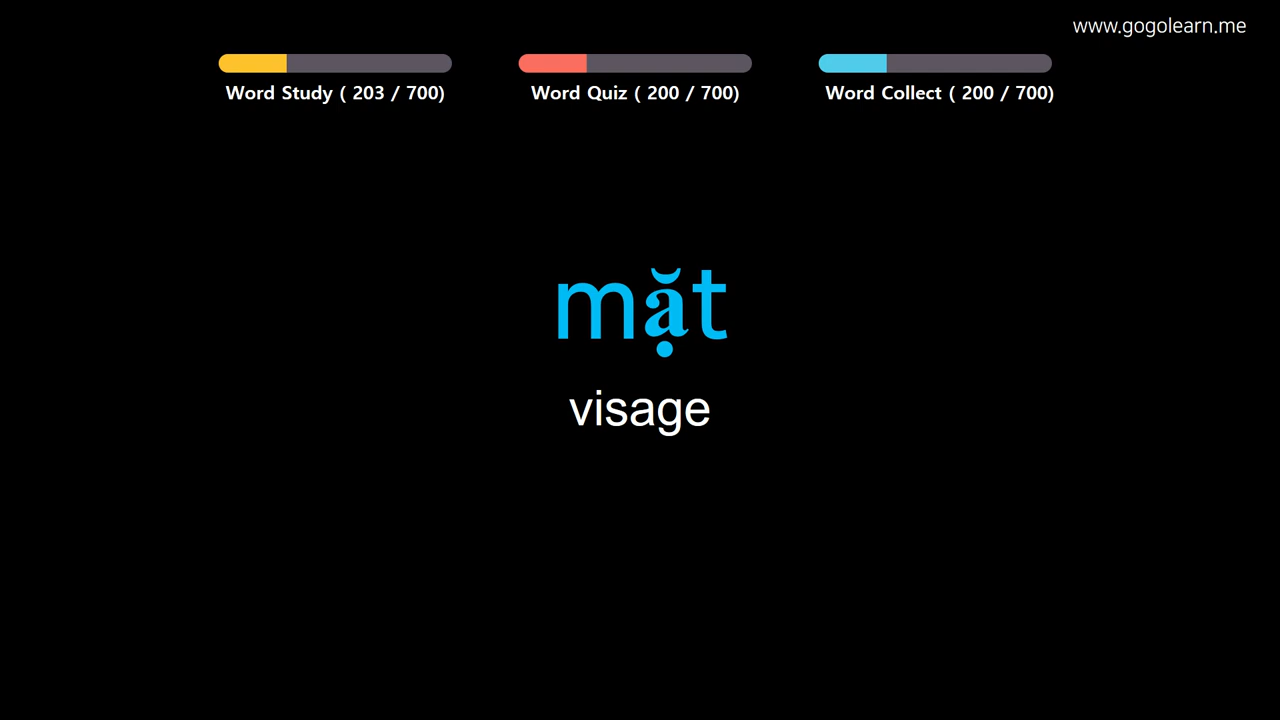 www.gogolearn.me
Word Study ( 203 / 700)
Word Quiz ( 200 / 700)
Word Collect ( 200 / 700)
mặt
visage